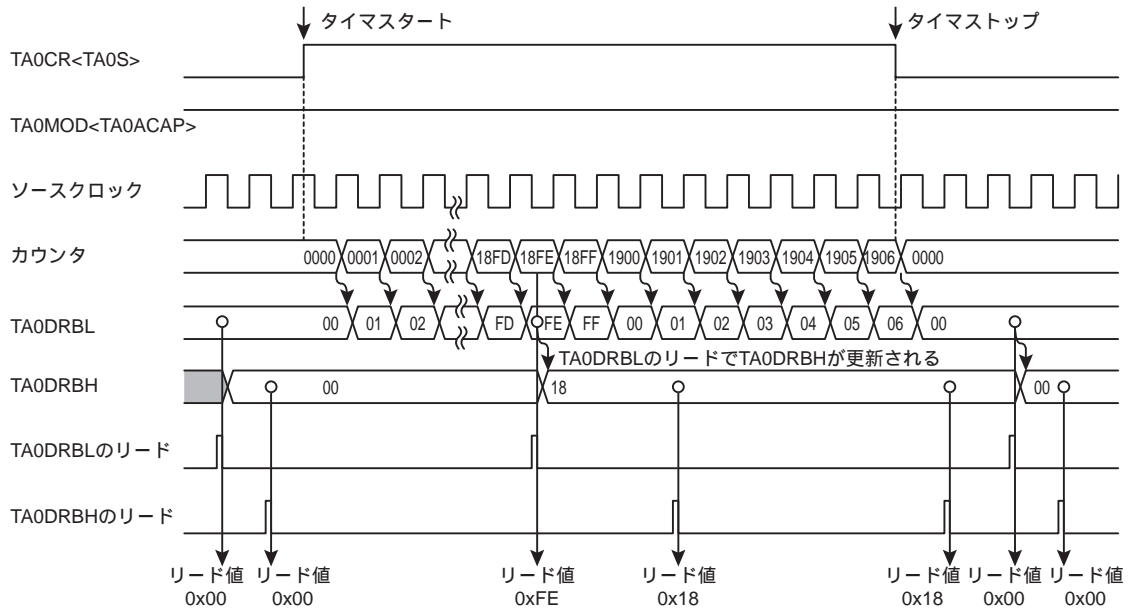 タイマスタート
タイマストップ
TA0CR<TA0S>
TA0MOD<TA0ACAP>
ソースクロック
カウンタ
0000 0001 0002 18FD 18FE 18FF 1900 1901 1902 1903 1904 1905 1906 0000
TA0DRBL
00 01 02 FD FE FF 00 01 02 03 04 05 06 00
TA0DRBLのリードでTA0DRBHが更新される
TA0DRBH
00 18 00
TA0DRBLのリード
TA0DRBHのリード
リード値 リード値 リード値 リード値 リード値 リード値 リード値
0x00 0x00 0xFE 0x18 0x18 0x00 0x00